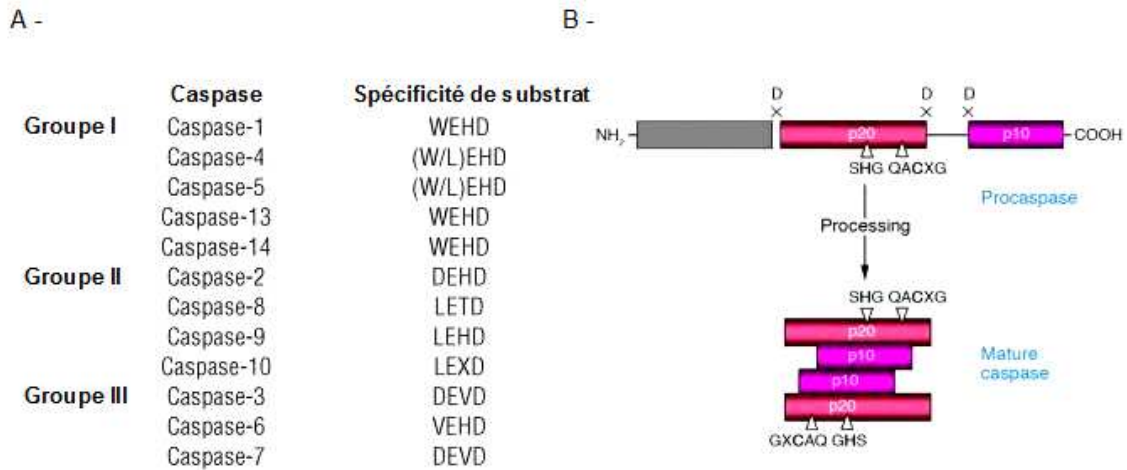 A -
B -
Caspase Spécificité de substrat
Groupe I Caspase-1 WEHD
Caspase-4 (W/L)EHD
Caspase-5 (W/L)EHD
Caspase-13 WEHD
Caspase-14 WEHD
Groupe II Caspase-2 DEHD
Caspase-8 LETD
Caspase-9 LEHD
Caspase-10 LEXD
Groupe III Caspase-3 DEVD
Caspase-6 VEHD
Caspase-7 DEVD
D D D
NH2 p20 p10 COOH
SHG QACXG
Procaspase
Processing
SHG QACXG
p20
p10
Mature
caspase
p10
p20
GXCAQ GHS